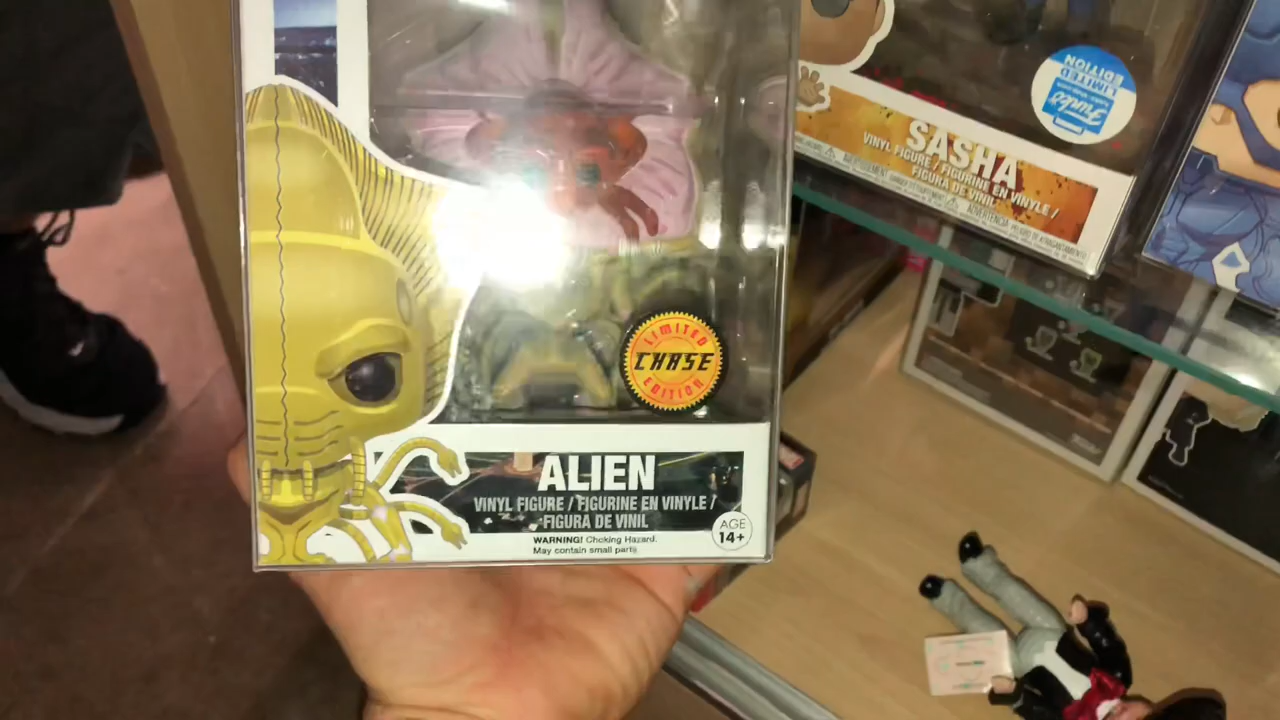 LIMITED
CHASE
EDITION
ALIEN
VINYL FIGURE / FIGURINE EN VINYLE /
FIGURA DE VINIL
WARNING! Choking Hazard.
May contain small parts
AGE
14+
LIMITED
EDITION
Funko
SASHA
VINYL FIGURE / FIGURINE EN VINYLE /
FIGURA DE VINIL